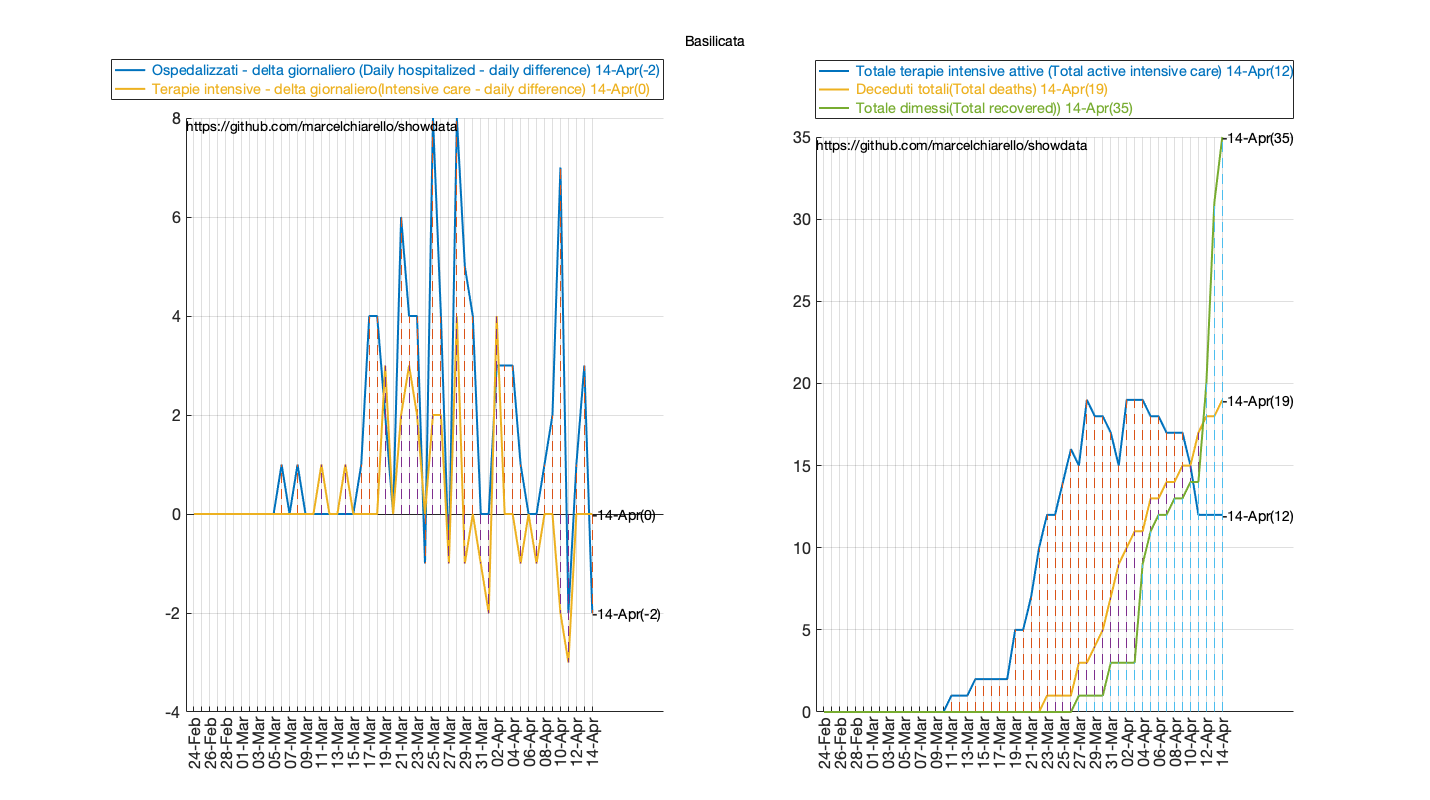 Basilicata
Ospedalizzati - delta giornaliero (Daily hospitalized - daily difference) 14-Apr(-2)
Terapie intensive - delta giornaliero(Intensive care - daily difference) 14-Apr(0)
https://github.com/marcelchiarello/showdata
8
6
4
2
0
-2
-4
-14-Apr(0)
-14-Apr(-2)
24-Feb
26-Feb
28-Feb
01-Mar
03-Mar
05-Mar
07-Mar
09-Mar
11-Mar
13-Mar
15-Mar
17-Mar
19-Mar
21-Mar
23-Mar
25-Mar
27-Mar
29-Mar
31-Mar
02-Apr
04-Apr
06-Apr
08-Apr
10-Apr
12-Apr
14-Apr
Totale terapie intensive attive (Total active intensive care) 14-Apr(12)
Deceduti totali(Total deaths) 14-Apr(19)
Totale dimessi(Total recovered)) 14-Apr(35)
https://github.com/marcelchiarello/showdata
35
30
25
20
15
10
5
0
-14-Apr(35)
-14-Apr(19)
-14-Apr(12)
24-Feb
26-Feb
28-Feb
01-Mar
03-Mar
05-Mar
07-Mar
09-Mar
11-Mar
13-Mar
15-Mar
17-Mar
19-Mar
21-Mar
23-Mar
25-Mar
27-Mar
29-Mar
31-Mar
02-Apr
04-Apr
06-Apr
08-Apr
10-Apr
12-Apr
14-Apr